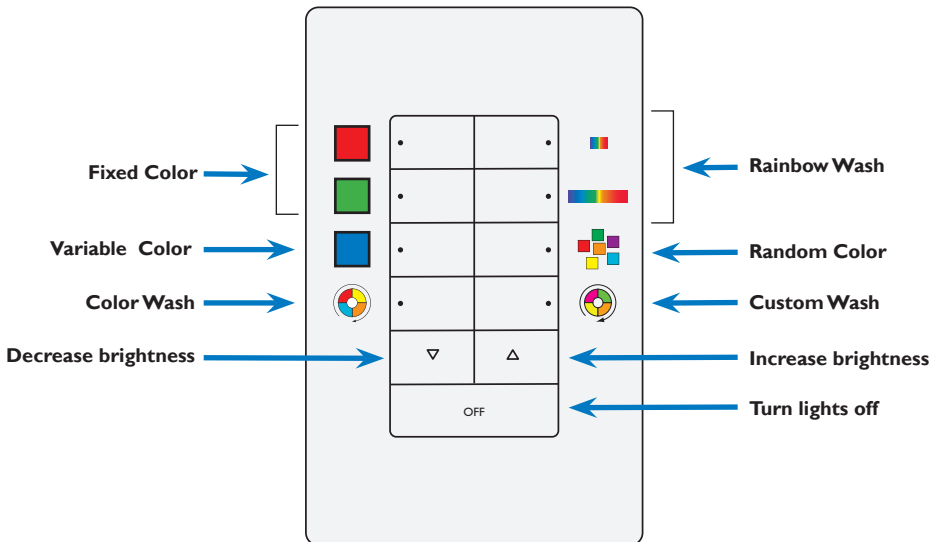 Fixed Color
Rainbow Wash
Variable Color
Random Color
Color Wash
Custom Wash
Decrease brightness
Increase brightness
OFF
Turn lights off